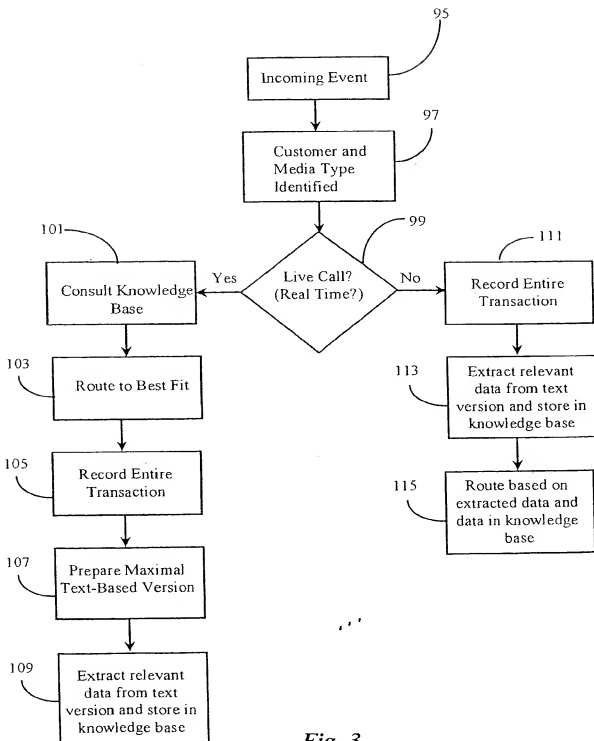 95
Incoming Event
97
Customer and
Media Type
Identified
99
Live Call?
(Real Time?)
Yes
No
101
Consult Knowledge
Base
103
Route to Best Fit
105
Record Entire
Transaction
107
Prepare Maximal
Text-Based Version
109
Extract relevant
data from text
version and store in
knowledge base
111
Record Entire
Transaction
113
Extract relevant
data from text
version and store in
knowledge base
115
Route based on
extracted data and
data in knowledge
base
Fig. 3